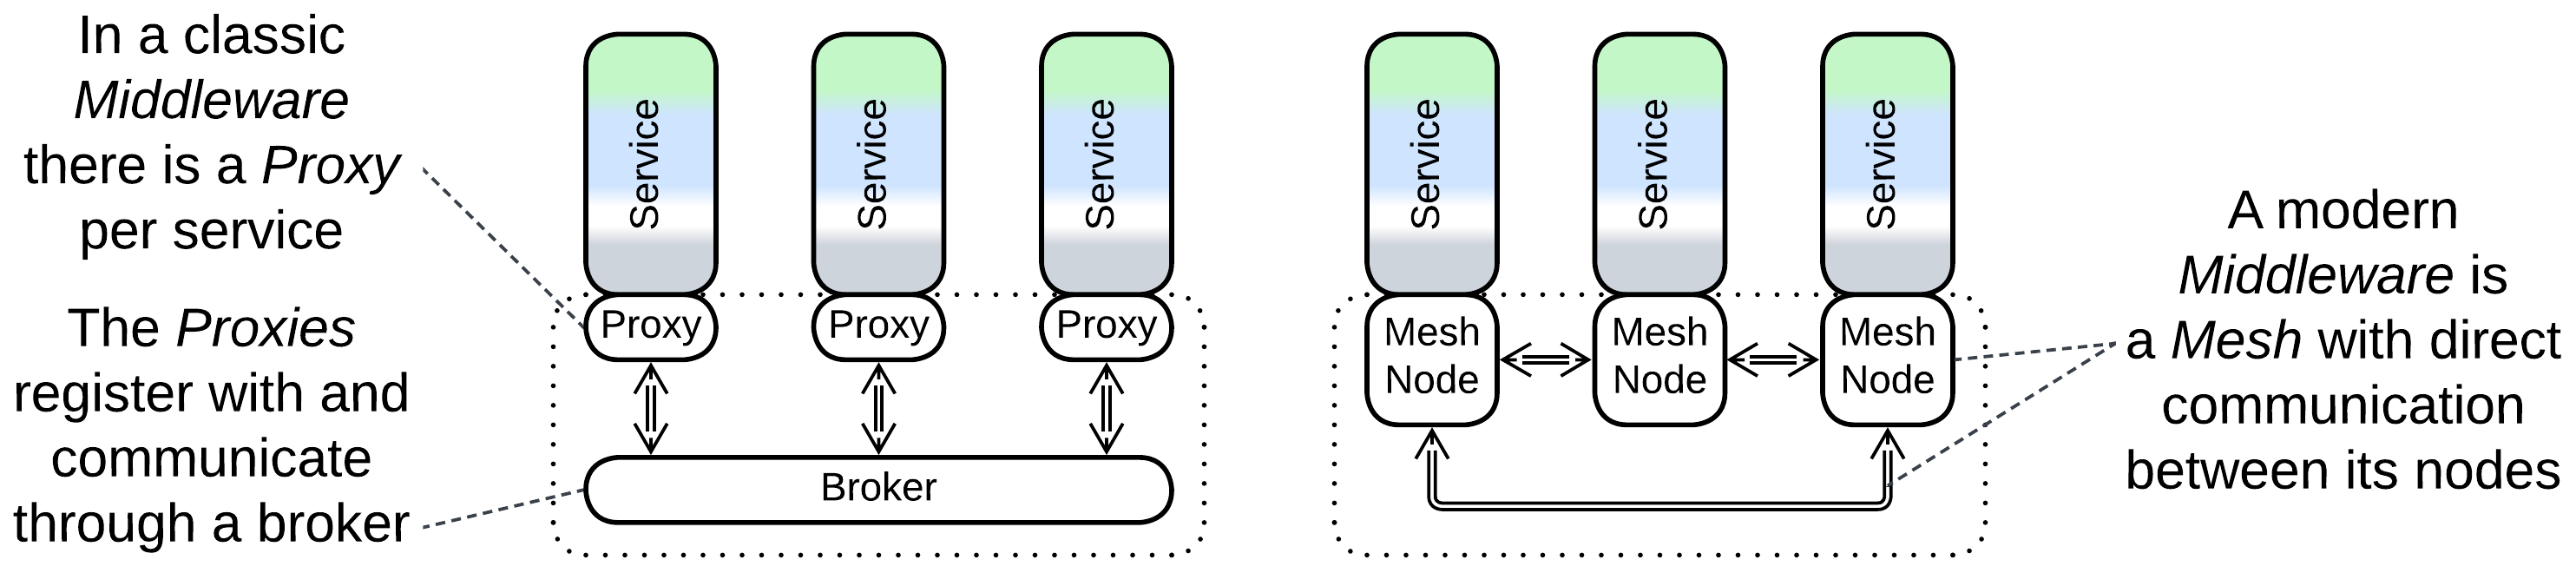 In a classic
Middleware
there is a Proxy
per service
The Proxies
register with and
communicate
through a broker
Service
Service
Service
Proxy
Proxy
Proxy
Broker
Service
Service
Service
Mesh
Node
Mesh
Node
Mesh
Node
A modern
Middleware is
a Mesh with direct
communication
between its nodes